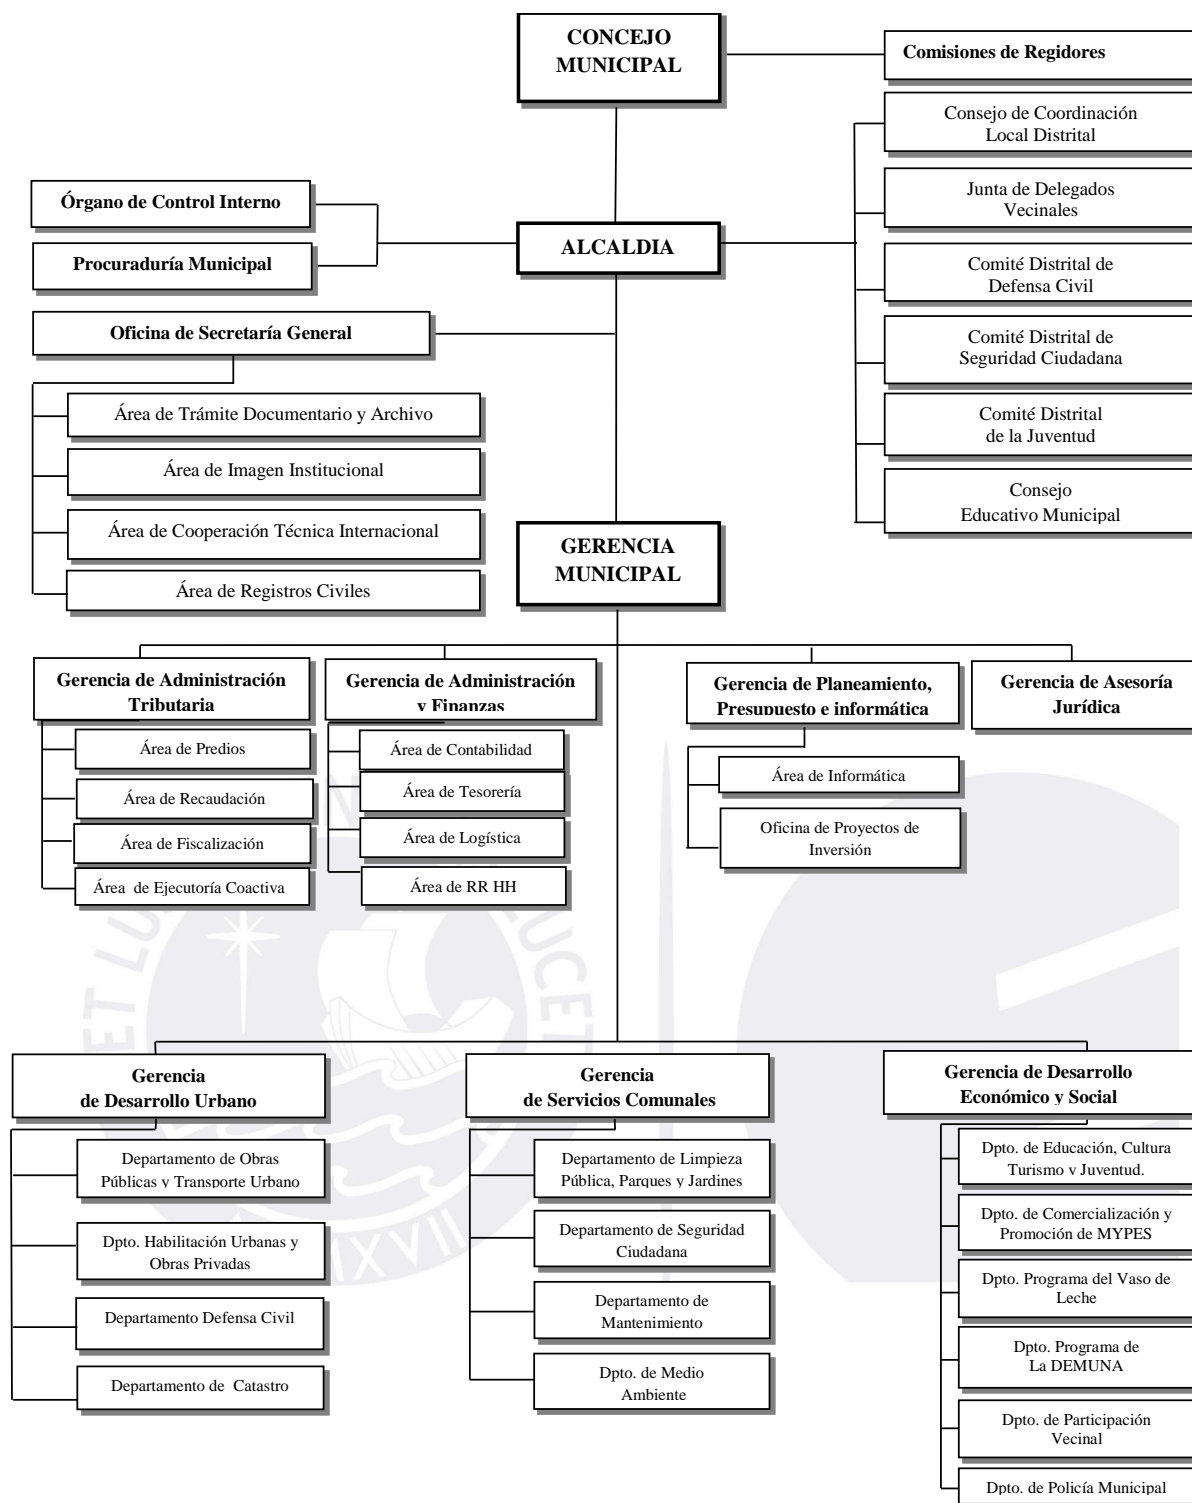 CONCEJO
MUNICIPAL
Comisiones de Regidores
Consejo de Coordinación
Local Distrital
Junta de Delegados
Vecinales
Órgano de Control Interno
Procuraduría Municipal
ALCALDIA
Comité Distrital de
Defensa Civil
Oficina de Secretaría General
Comité Distrital de
Seguridad Ciudadana
Área de Trámite Documentario y Archivo
Comité Distrital
de la Juventud
Área de Imagen Institucional
Consejo
Educativo Municipal
Área de Cooperación Técnica Internacional
Área de Registros Civiles
GERENCIA
MUNICIPAL
Gerencia de Administración
Tributaria
Área de Predios
Área de Recaudación
Área de Fiscalización
Área de Ejecutoría Coactiva
Gerencia de Administración
y Finanzas
Área de Contabilidad
Área de Tesorería
Área de Logística
Área de RR HH
Gerencia de Planeamiento,
Presupuesto e informática
Área de Informática
Oficina de Proyectos de
Inversión
Gerencia de Asesoría
Jurídica
Gerencia
de Desarrollo Urbano
Departamento de Obras
Públicas y Transporte Urbano
Dpto. Habilitación Urbanas y
Obras Privadas
Departamento Defensa Civil
Departamento de Catastro
Gerencia
de Servicios Comunales
Departamento de Limpieza
Pública, Parques y Jardines
Departamento de Seguridad
Ciudadana
Departamento de
Mantenimiento
Dpto. de Medio
Ambiente
Gerencia de Desarrollo
Económico y Social
Dpto. de Educación, Cultura
Turismo y Juventud.
Dpto. de Comercialización y
Promoción de MYPES
Dpto. Programa del Vaso de
Leche
Dpto. Programa de
La DEMUNA
Dpto. de Participación
Vecinal
Dpto. de Policía Municipal